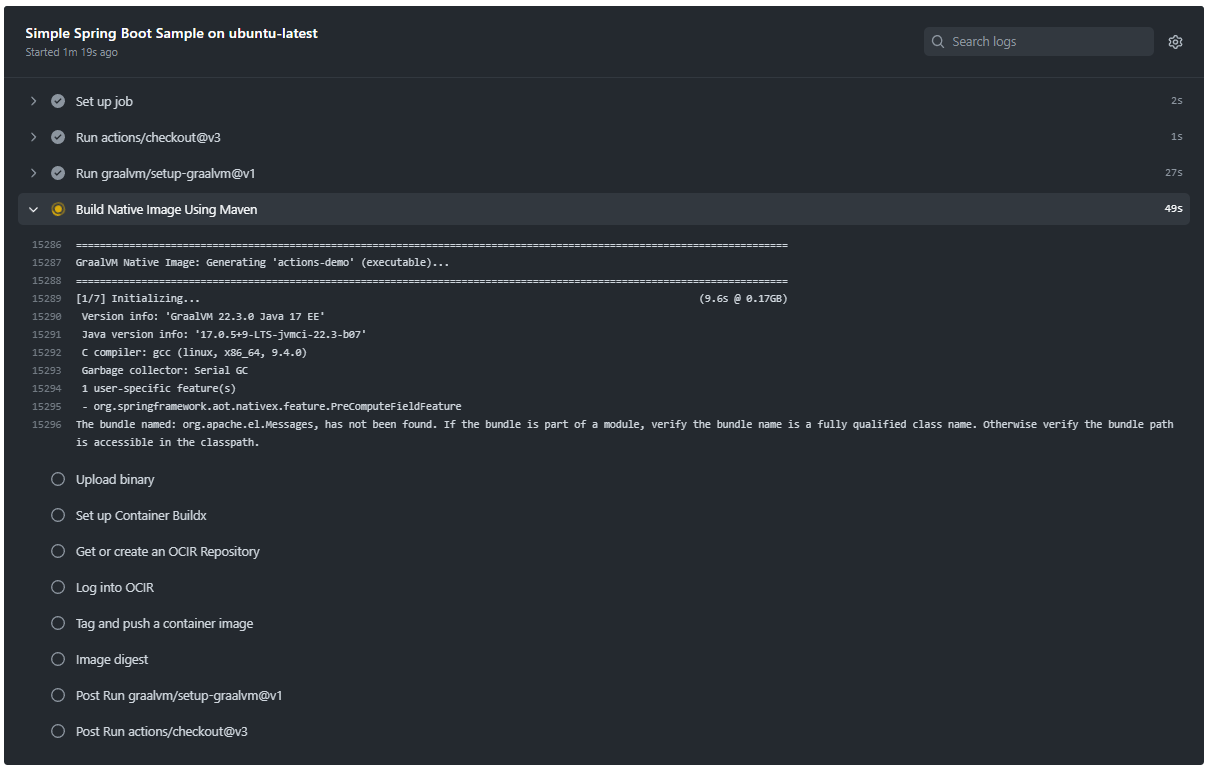 Simple Spring Boot Sample on ubuntu-latest
Started 1m 19s ago
Search logs
Set up job 2s
Run actions/checkout@v3 1s
Run graalvm/setup-graalvm@v1 27s
Build Native Image Using Maven 49s
15286 ========================================================================================================================
15287 GraalVM Native Image: Generating 'actions-demo' (executable)...
15288 ========================================================================================================================
15289 [1/7] Initializing... (9.6s @ 0.17GB)
15290 Version info: 'GraalVM 22.3.0 Java 17 EE'
15291 Java version info: '17.0.5+9-LTS-jvmci-22.3-b07'
15292 C compiler: gcc (linux, x86_64, 9.4.0)
15293 Garbage collector: Serial GC
15294 1 user-specific feature(s)
15295 - org.springframework.aot.nativex.feature.PreComputeFieldFeature
15296 The bundle named: org.apache.el.Messages, has not been found. If the bundle is part of a module, verify the bundle name is a fully qualified class name. Otherwise verify the bundle path
is accessible in the classpath.
Upload binary
Set up Container Buildx
Get or create an OCIR Repository
Log into OCIR
Tag and push a container image
Image digest
Post Run graalvm/setup-graalvm@v1
Post Run actions/checkout@v3